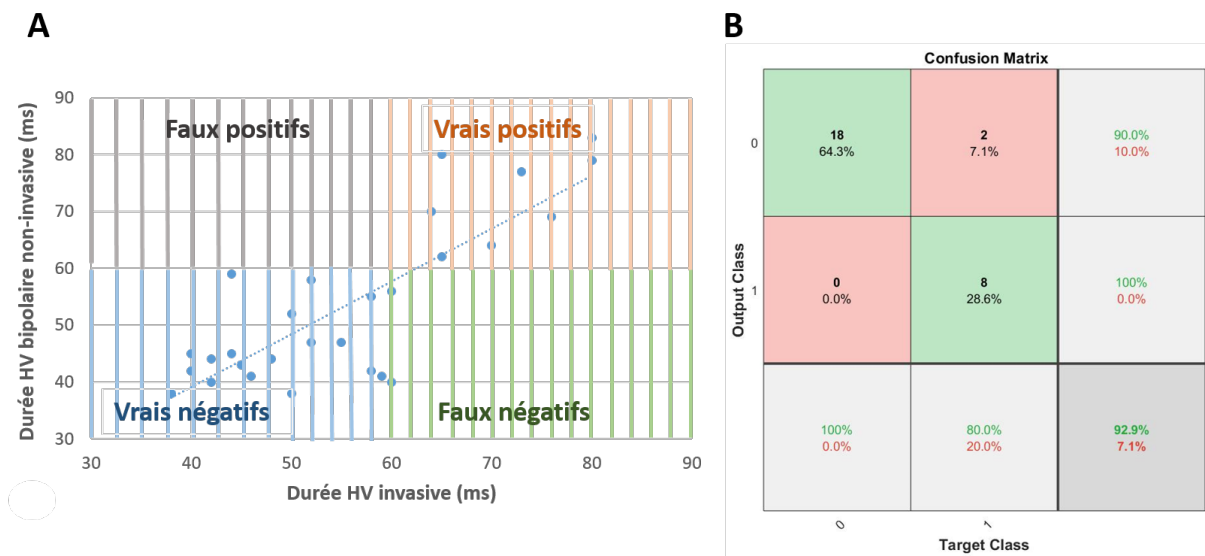 A
Durée HV bipolaire non-invasive (ms)
90
80
70
60
50
40
30
Faux positifs
Vrais positifs
Vrais négatifs
Faux négatifs
30 40 50 60 70 80 90
Durée HV invasive (ms)
B
Confusion Matrix
Output Class
0
18
64.3%
2
7.1%
90.0%
10.0%
1
0
0.0%
8
28.6%
100%
0.0%
100%
0.0%
80.0%
20.0%
92.9%
7.1%
0 1
Target Class